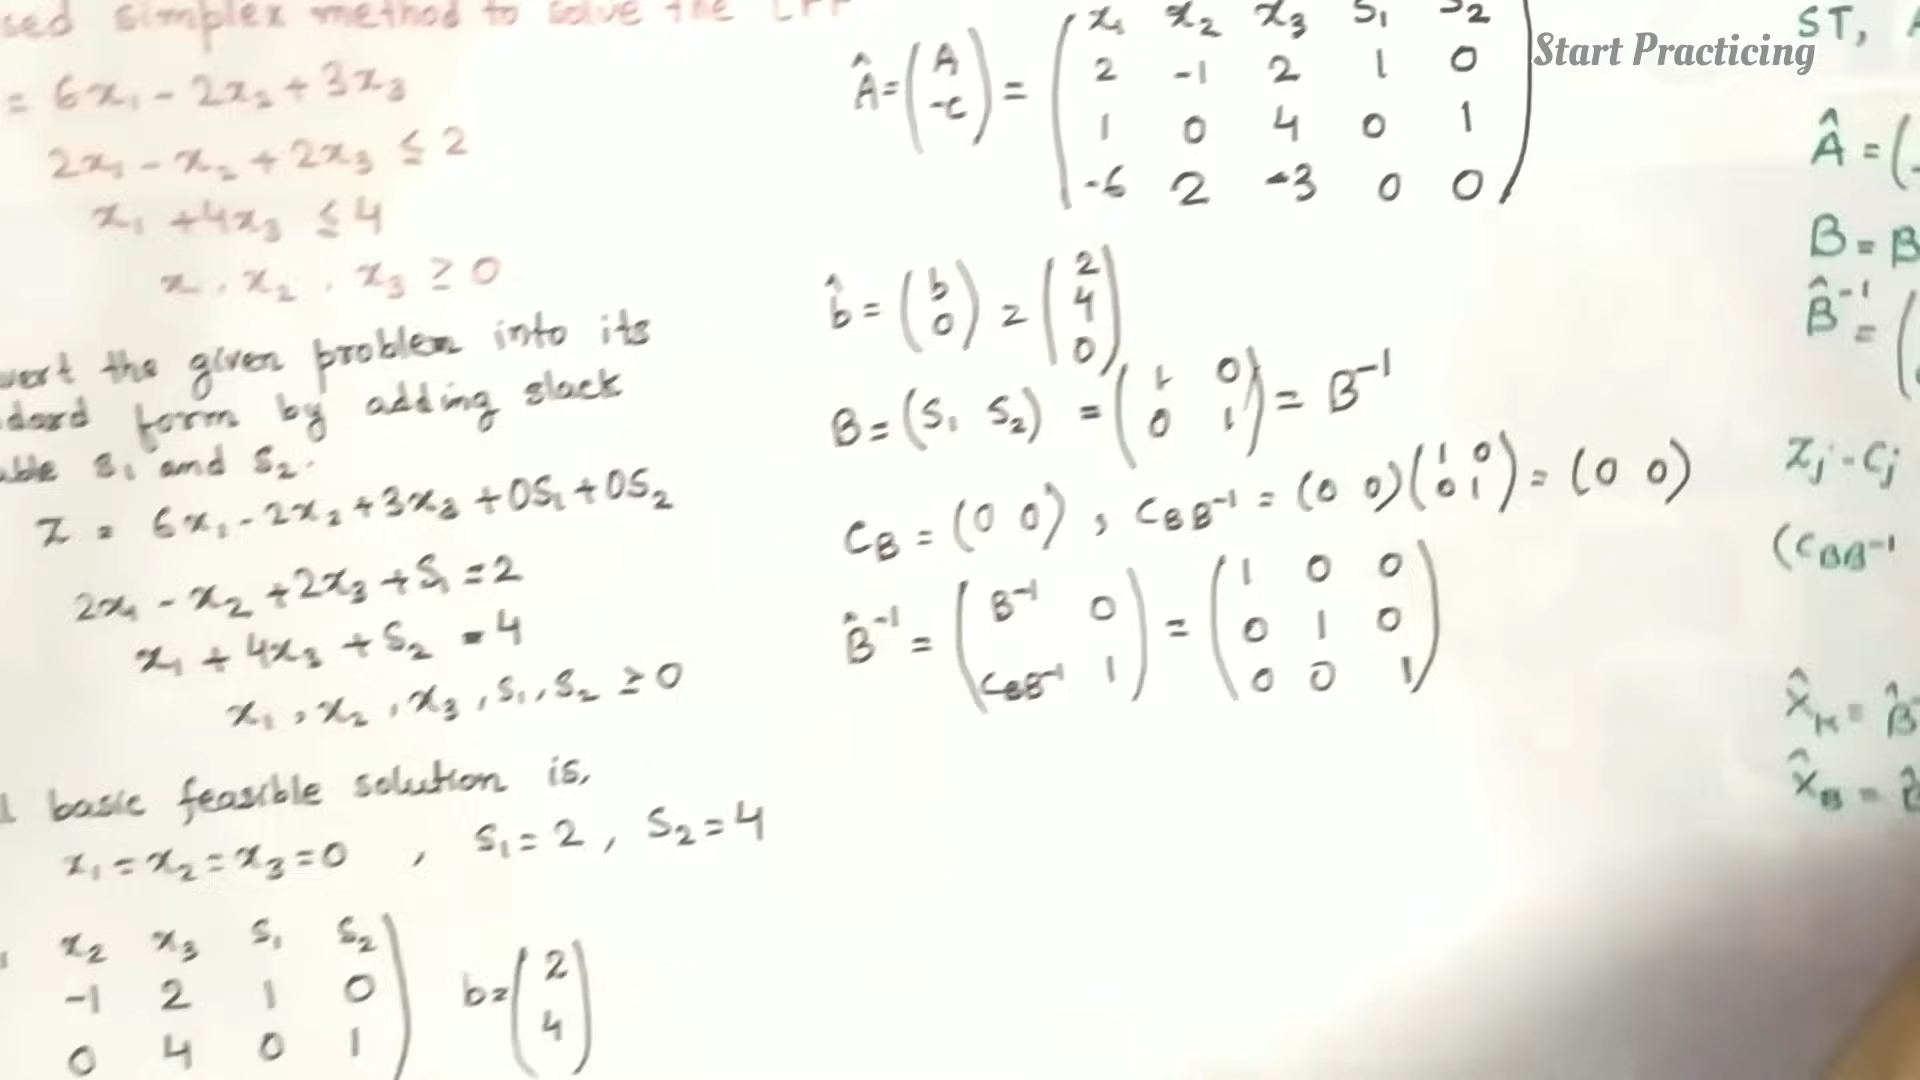 sed simplex method to solve the LPP
= 6x₁ - 2x₂ + 3x₃
2x₁ - x₂ + 2x₃ ≤ 2
x₁ + 4x₃ ≤ 4
x₁, x₂, x₃ ≥ 0
vert the given problem into its
dard form by adding slack
able s₁ and s₂.
Z = 6x₁ - 2x₂ + 3x₃ + 0S₁ + 0S₂
2x₁ - x₂ + 2x₃ + S₁ = 2
x₁ + 4x₃ + S₂ = 4
x₁, x₂, x₃, S₁, S₂ ≥ 0
l basic feasible solution is,
x₁ = x₂ = x₃ = 0 , S₁ = 2, S₂ = 4
x₂ x₃ S₁ S₂
-1 2 1 0
0 4 0 1
b = (2
4)
x₁ x₂ x₃ S₁ S₂
Â = (A
-C) = (2 -1 2 1 0
1 0 4 0 1
-6 2 -3 0 0)
b̂ = (b
0) = (2
4
0)
B = (S₁ S₂) = (1 0
0 1) = B⁻¹
C_B = (0 0), C_B B⁻¹ = (0 0)(1 0
0 1) = (0 0)
B̂⁻¹ = (B⁻¹ 0
C_B B⁻¹ 1) = (1 0 0
0 1 0
0 0 1)
Start Practicing
ST,
Â = (
B = B
B̂⁻¹ = (
Zj - Cj
(C_B B⁻¹
X̂_K = B̂
X̂_B =